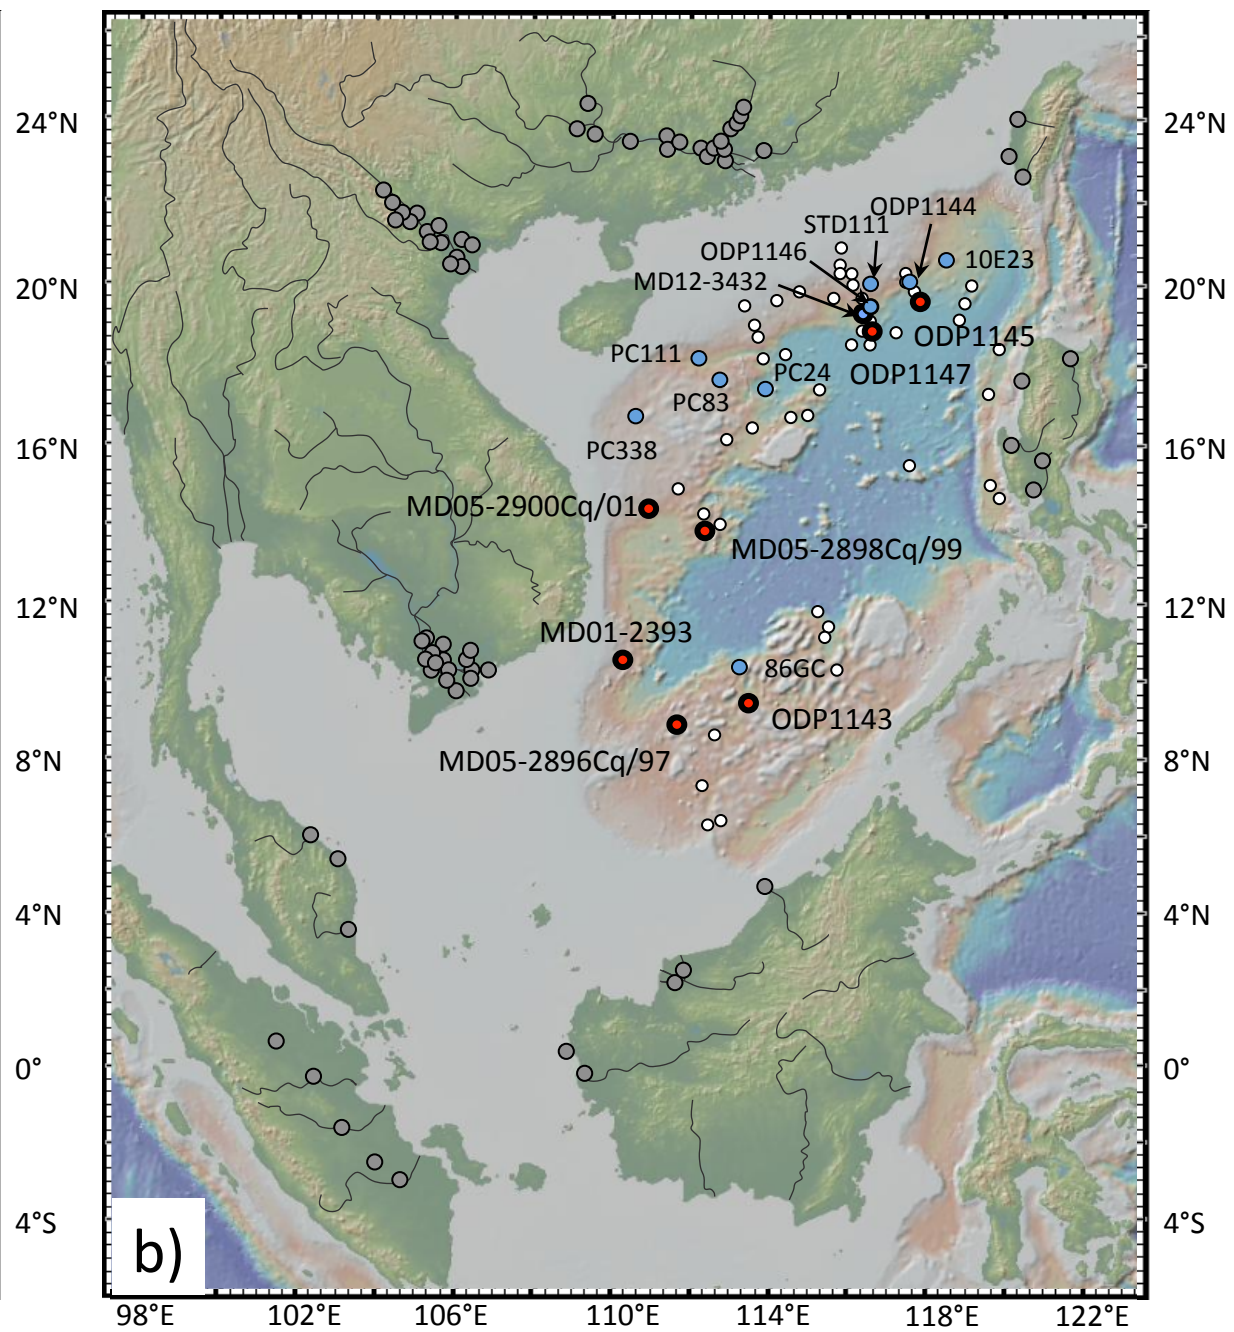 24°N
24°N
ODP1144
STD111
ODP1146
10E23
MD12-3432
20°N
20°N
ODP1145
PC111
PC24
ODP1147
PC83
PC338
16°N
16°N
MD05-2900Cq/01
MD05-2898Cq/99
12°N
12°N
MD01-2393
86GC
ODP1143
8°N
8°N
MD05-2896Cq/97
4°N
4°N
0°
0°
4°S
4°S
b)
98°E 102°E 106°E 110°E 114°E 118°E 122°E